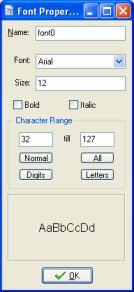 Font Proper...
Name: font0
Font: Arial
Size: 12
Bold Italic
Character Range
32 till 127
Normal All
Digits Letters
AaBbCcDd
OK